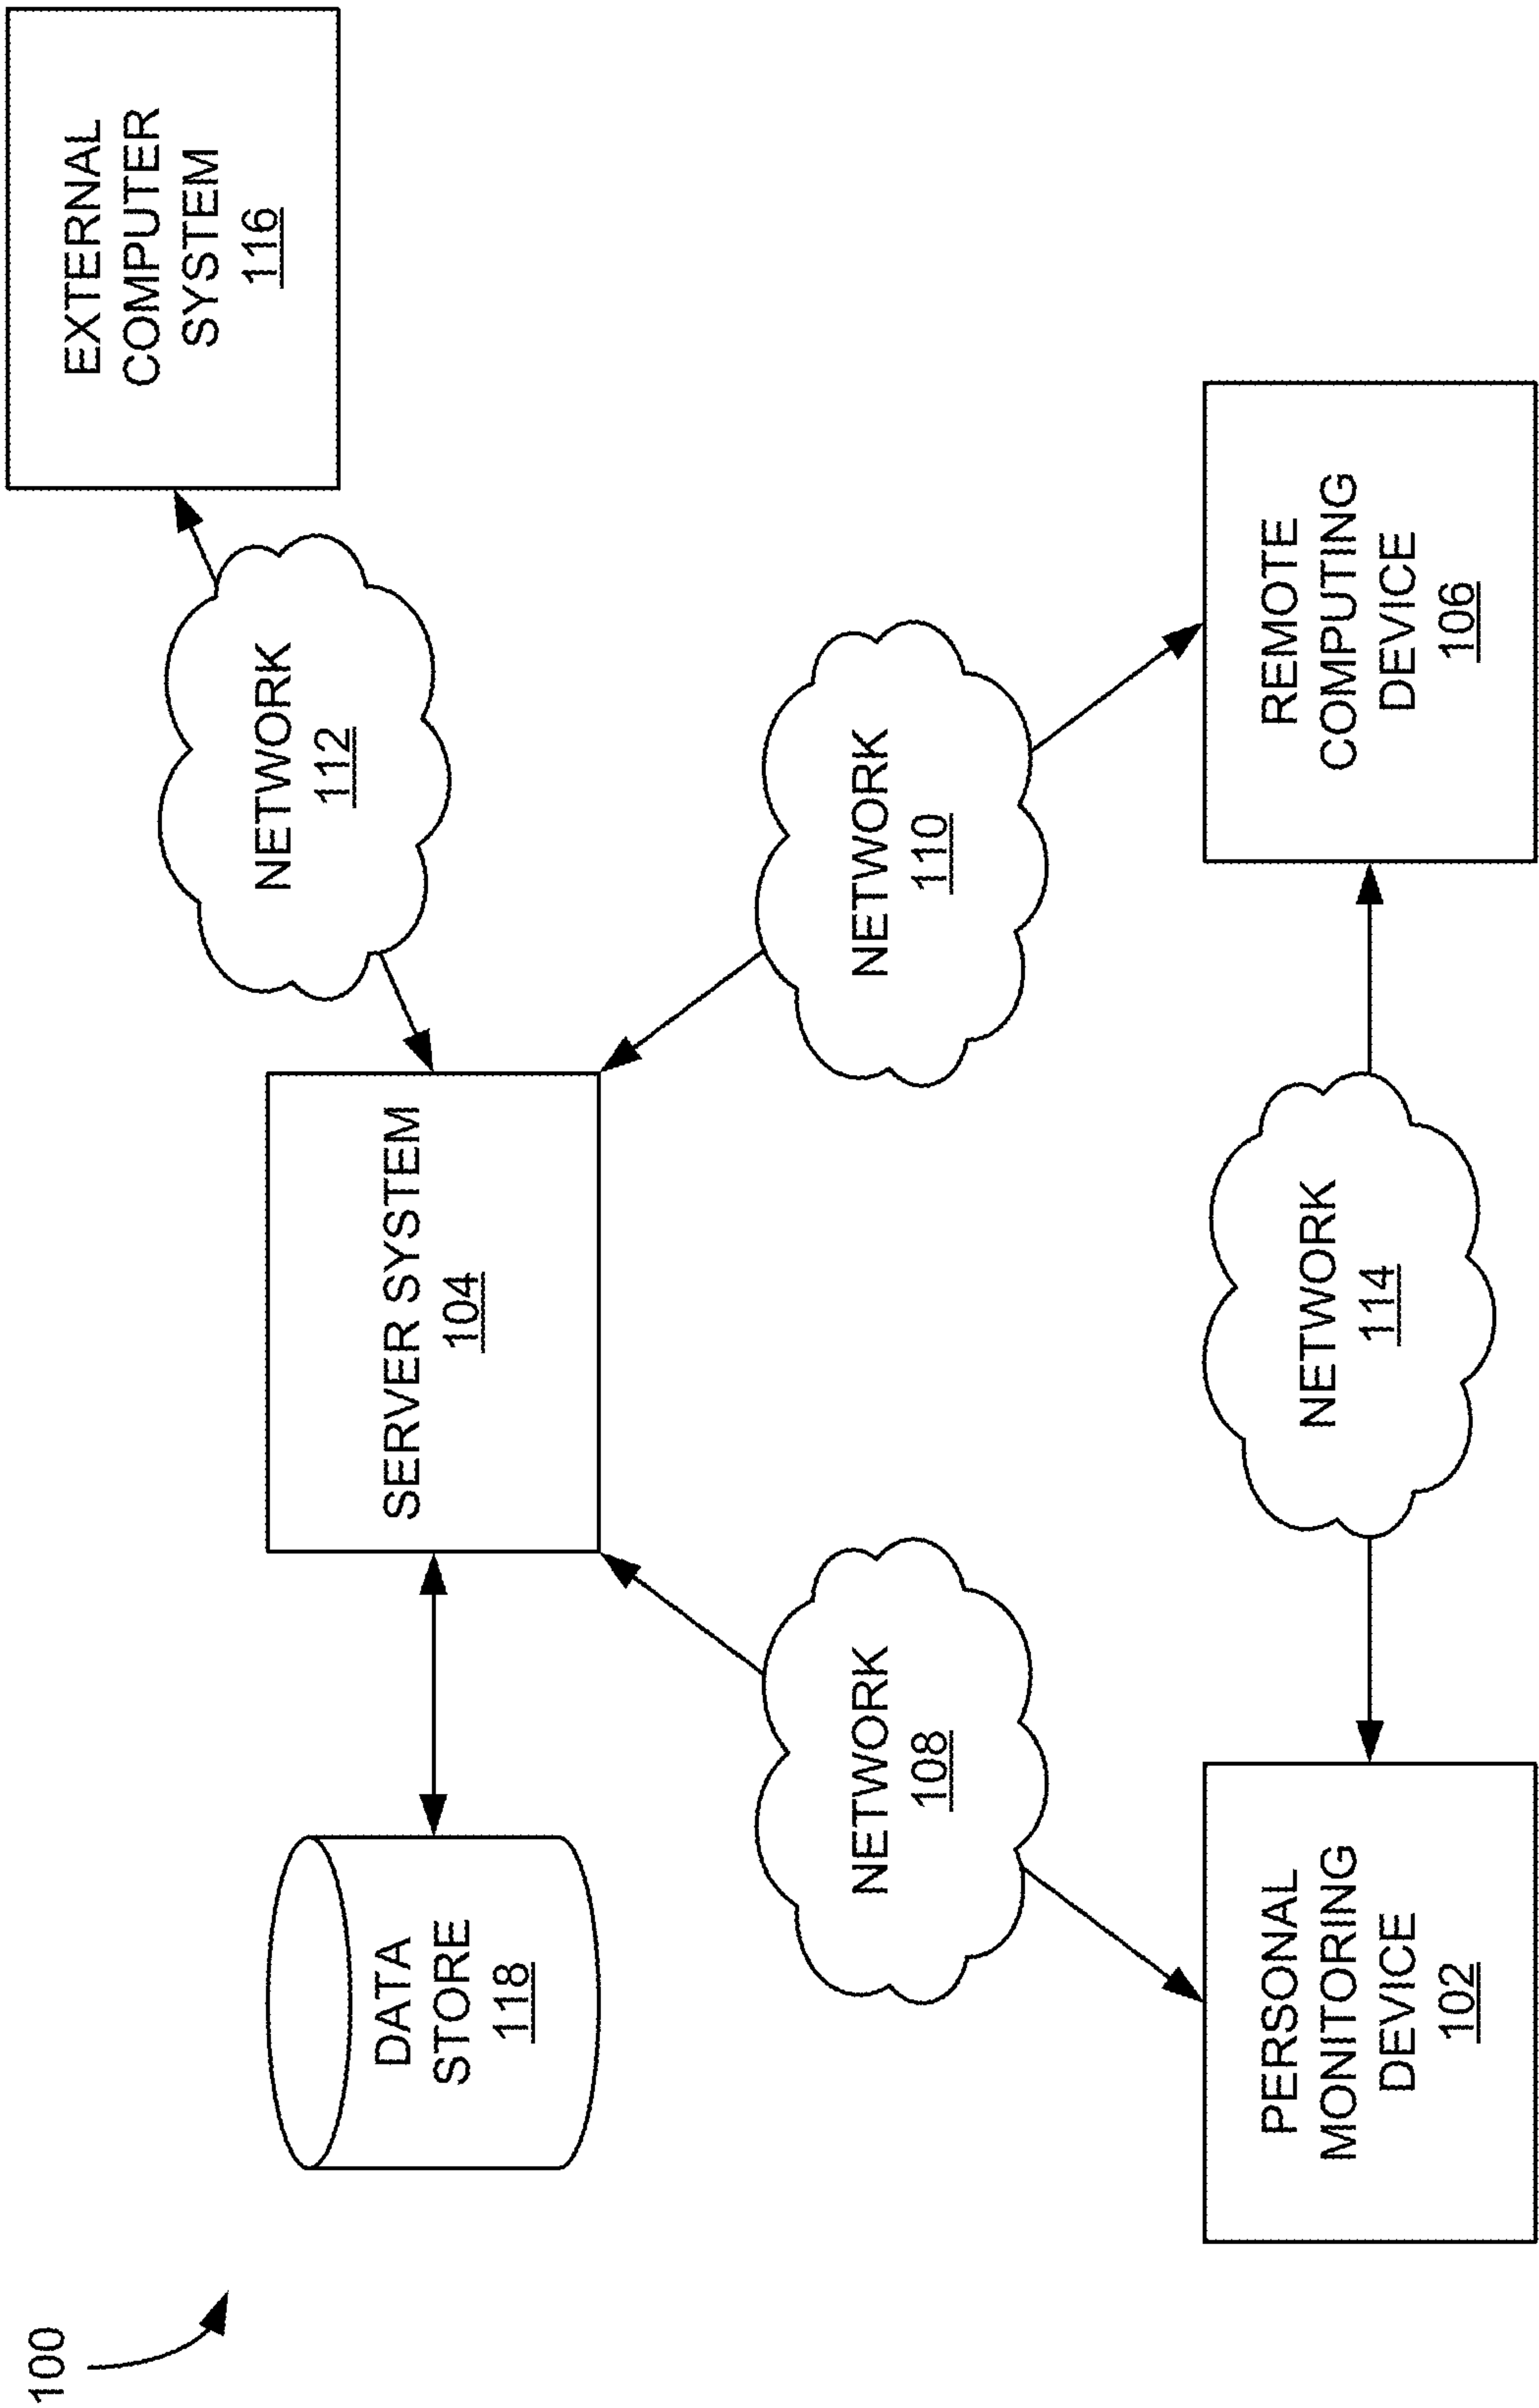 100
EXTERNAL
COMPUTER
SYSTEM
116
NETWORK
112
DATA
STORE
118
SERVER SYSTEM
104
NETWORK
108
NETWORK
110
PERSONAL
MONITORING
DEVICE
102
NETWORK
114
REMOTE
COMPUTING
DEVICE
106